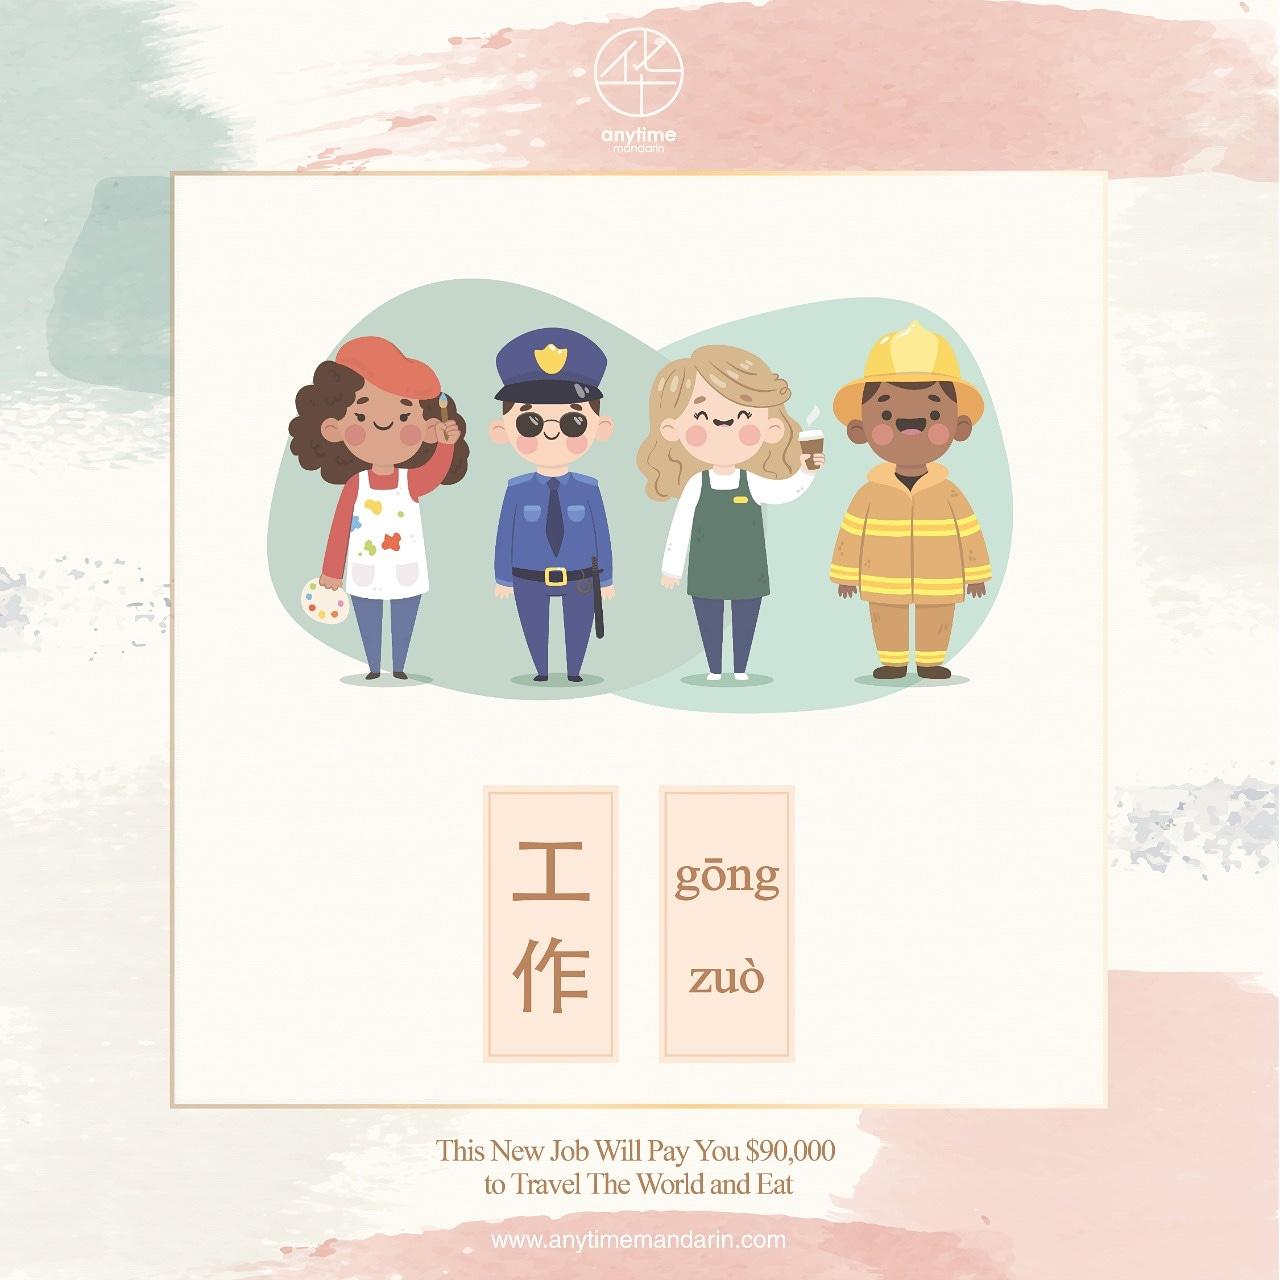 华
anytime
mandarin
工
作
gōng
zuò
This New Job Will Pay You $90,000
to Travel The World and Eat
www.anytimemandarin.com